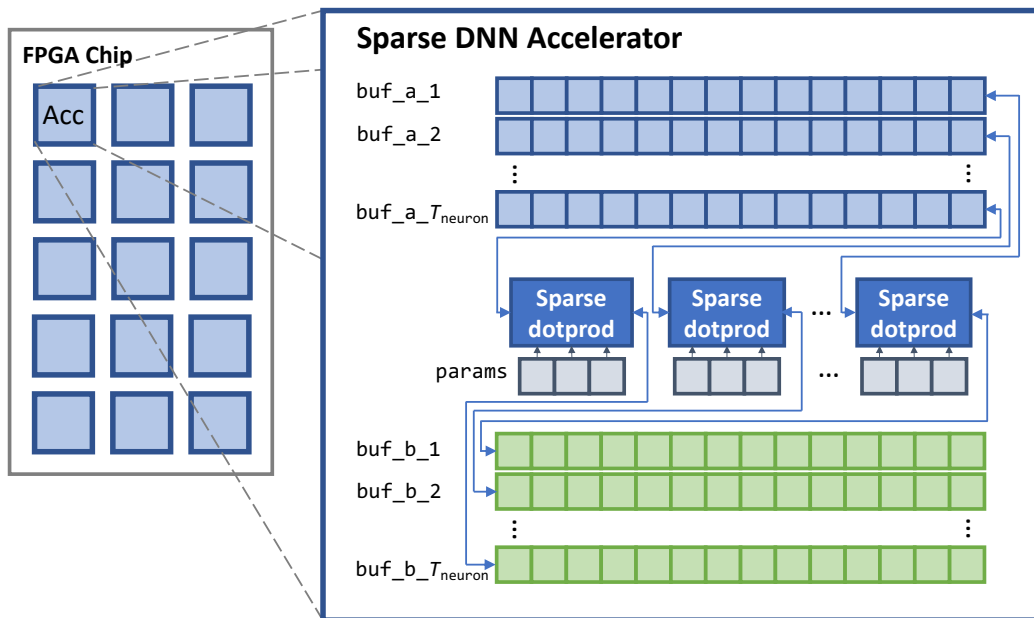 FPGA Chip
Acc
Sparse DNN Accelerator
buf_a_1
buf_a_2
⋮ ⋮
buf_a_Tneuron
Sparse dotprod
Sparse dotprod
...
Sparse dotprod
params
...
buf_b_1
buf_b_2
⋮ ⋮
buf_b_Tneuron